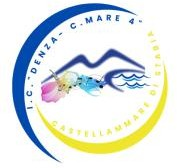 I.C. "DENZA - C.MARE 4"
CASTELLAMMARE DI STABIA